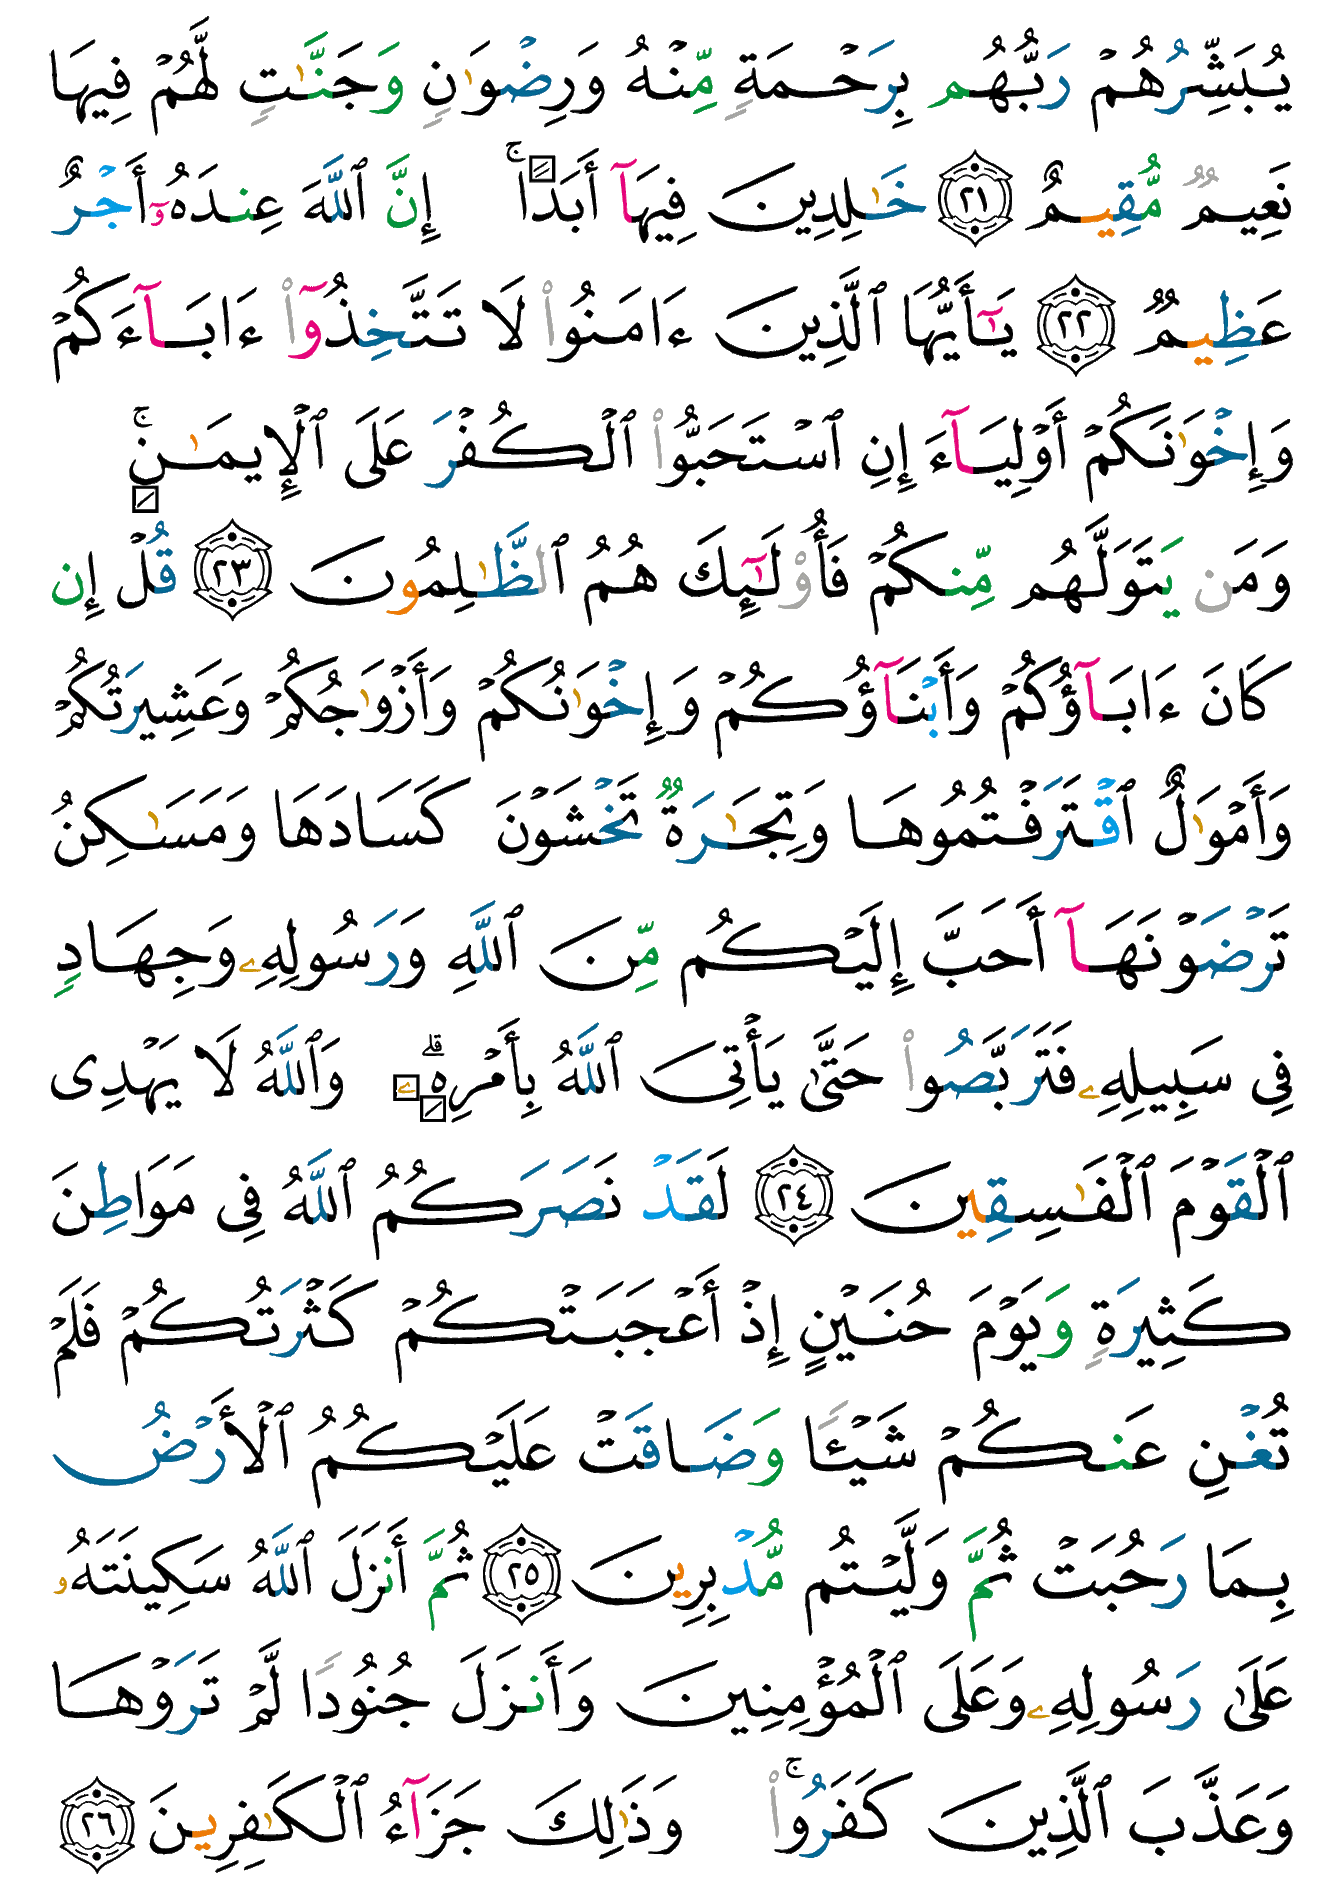 يُبَشِّرُهُمْ رَبُّهُم بِرَحْمَةٍ مِّنْهُ وَرِضْوَٰنٍ وَجَنَّـٰتٍ لَّهُمْ فِيهَا
نَعِيمٌ مُّقِيمٌ ٢١ خَـٰلِدِينَ فِيهَآ أَبَدًا ۚ إِنَّ ٱللَّهَ عِندَهُۥٓ أَجْرٌ
عَظِيمٌ ٢٢ يَـٰٓأَيُّهَا ٱلَّذِينَ ءَامَنُوا۟ لَا تَتَّخِذُوٓا۟ ءَابَآءَكُمْ
وَإِخْوَٰنَكُمْ أَوْلِيَآءَ إِنِ ٱسْتَحَبُّوا۟ ٱلْكُفْرَ عَلَى ٱلْإِيمَـٰنِ ۚ
وَمَن يَتَوَلَّهُم مِّنكُمْ فَأُو۟لَـٰٓئِكَ هُمُ ٱلظَّـٰلِمُونَ ٢٣ قُلْ إِن
كَانَ ءَابَآؤُكُمْ وَأَبْنَآؤُكُمْ وَإِخْوَٰنُكُمْ وَأَزْوَٰجُكُمْ وَعَشِيرَتُكُمْ
وَأَمْوَٰلٌ ٱقْتَرَفْتُمُوهَا وَتِجَـٰرَةٌ تَخْشَوْنَ كَسَادَهَا وَمَسَـٰكِنُ
تَرْضَوْنَهَآ أَحَبَّ إِلَيْكُم مِّنَ ٱللَّهِ وَرَسُولِهِۦ وَجِهَادٍ
فِى سَبِيلِهِۦ فَتَرَبَّصُوا۟ حَتَّىٰ يَأْتِىَ ٱللَّهُ بِأَمْرِهِۦ ۗ وَٱللَّهُ لَا يَهْدِى
ٱلْقَوْمَ ٱلْفَـٰسِقِينَ ٢٤ لَقَدْ نَصَرَكُمُ ٱللَّهُ فِى مَوَاطِنَ
كَثِيرَةٍ وَيَوْمَ حُنَيْنٍ إِذْ أَعْجَبَتْكُمْ كَثْرَتُكُمْ فَلَمْ
تُغْنِ عَنكُمْ شَيْـًٔا وَضَاقَتْ عَلَيْكُمُ ٱلْأَرْضُ
بِمَا رَحُبَتْ ثُمَّ وَلَّيْتُم مُّدْبِرِينَ ٢٥ ثُمَّ أَنزَلَ ٱللَّهُ سَكِينَتَهُۥ
عَلَىٰ رَسُولِهِۦ وَعَلَى ٱلْمُؤْمِنِينَ وَأَنزَلَ جُنُودًا لَّمْ تَرَوْهَا
وَعَذَّبَ ٱلَّذِينَ كَفَرُوا۟ ۚ وَذَٰلِكَ جَزَآءُ ٱلْكَـٰفِرِينَ ٢٦